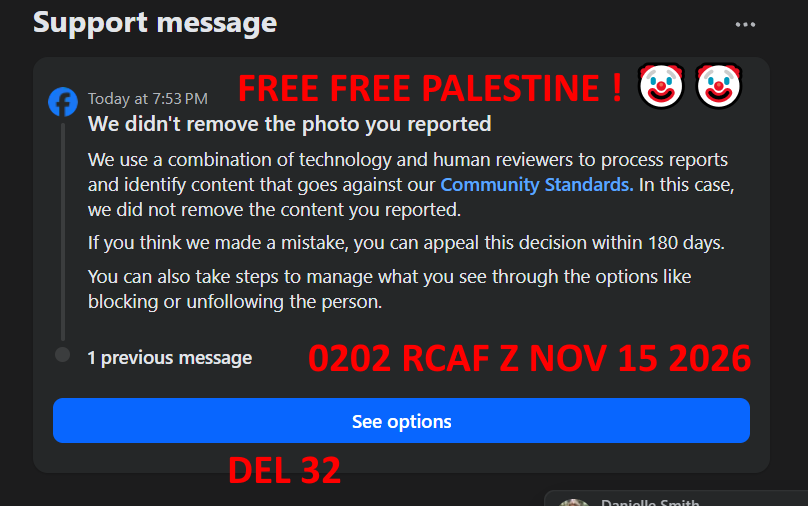 Support message
FREE FREE PALESTINE !
Today at 7:53 PM
We didn't remove the photo you reported
We use a combination of technology and human reviewers to process reports
and identify content that goes against our Community Standards. In this case,
we did not remove the content you reported.
If you think we made a mistake, you can appeal this decision within 180 days.
You can also take steps to manage what you see through the options like
blocking or unfollowing the person.
1 previous message
0202 RCAF Z NOV 15 2026
See options
DEL 32
Danielle Smith